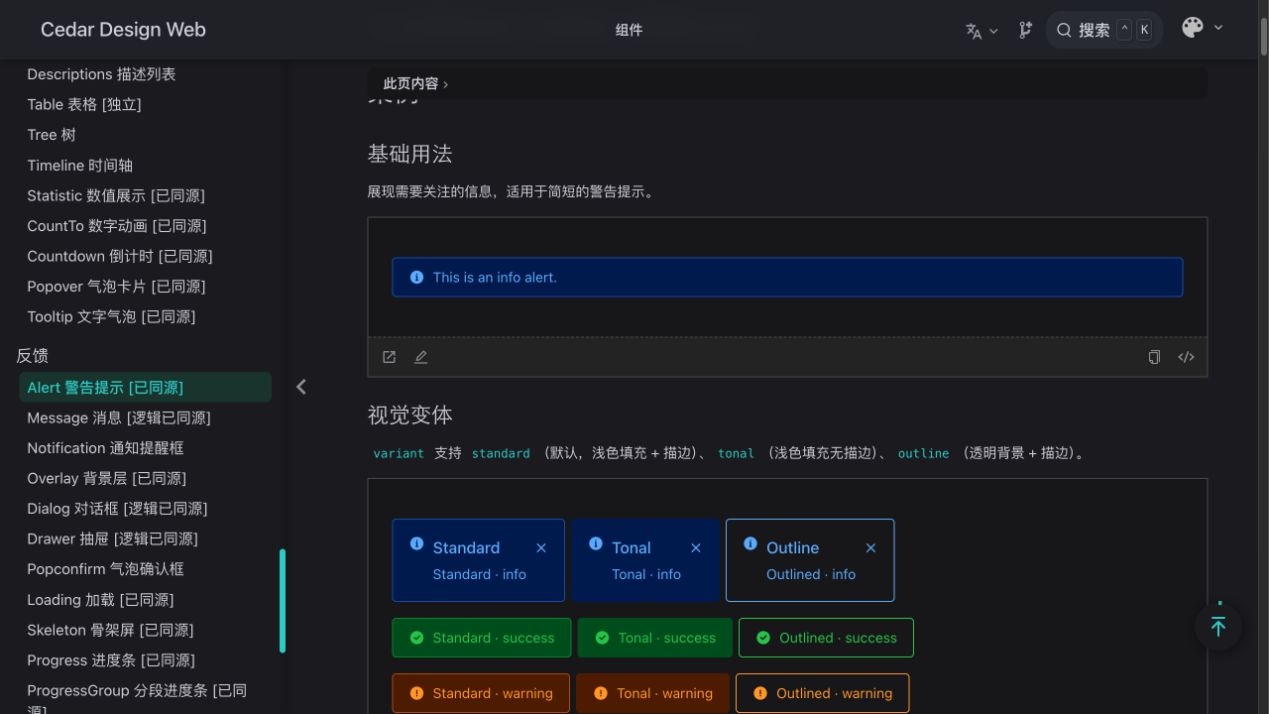 Cedar Design Web
组件
搜索 ^ K
Descriptions 描述列表
Table 表格 [独立]
Tree 树
Timeline 时间轴
Statistic 数值展示 [已同源]
CountTo 数字动画 [已同源]
Countdown 倒计时 [已同源]
Popover 气泡卡片 [已同源]
Tooltip 文字气泡 [已同源]
反馈
Alert 警告提示 [已同源]
Message 消息 [逻辑已同源]
Notification 通知提醒框
Overlay 背景层 [已同源]
Dialog 对话框 [逻辑已同源]
Drawer 抽屉 [逻辑已同源]
Popconfirm 气泡确认框
Loading 加载 [已同源]
Skeleton 骨架屏 [已同源]
Progress 进度条 [已同源]
ProgressGroup 分段进度条 [已同
源]
此页内容 ›
基础用法
展现需要关注的信息，适用于简短的警告提示。
This is an info alert.
视觉变体
variant 支持 standard （默认，浅色填充 + 描边）、 tonal （浅色填充无描边）、 outline （透明背景 + 描边）。
Standard
Standard · info
Tonal
Tonal · info
Outline
Outlined · info
Standard · success
Tonal · success
Outlined · success
Standard · warning
Tonal · warning
Outlined · warning